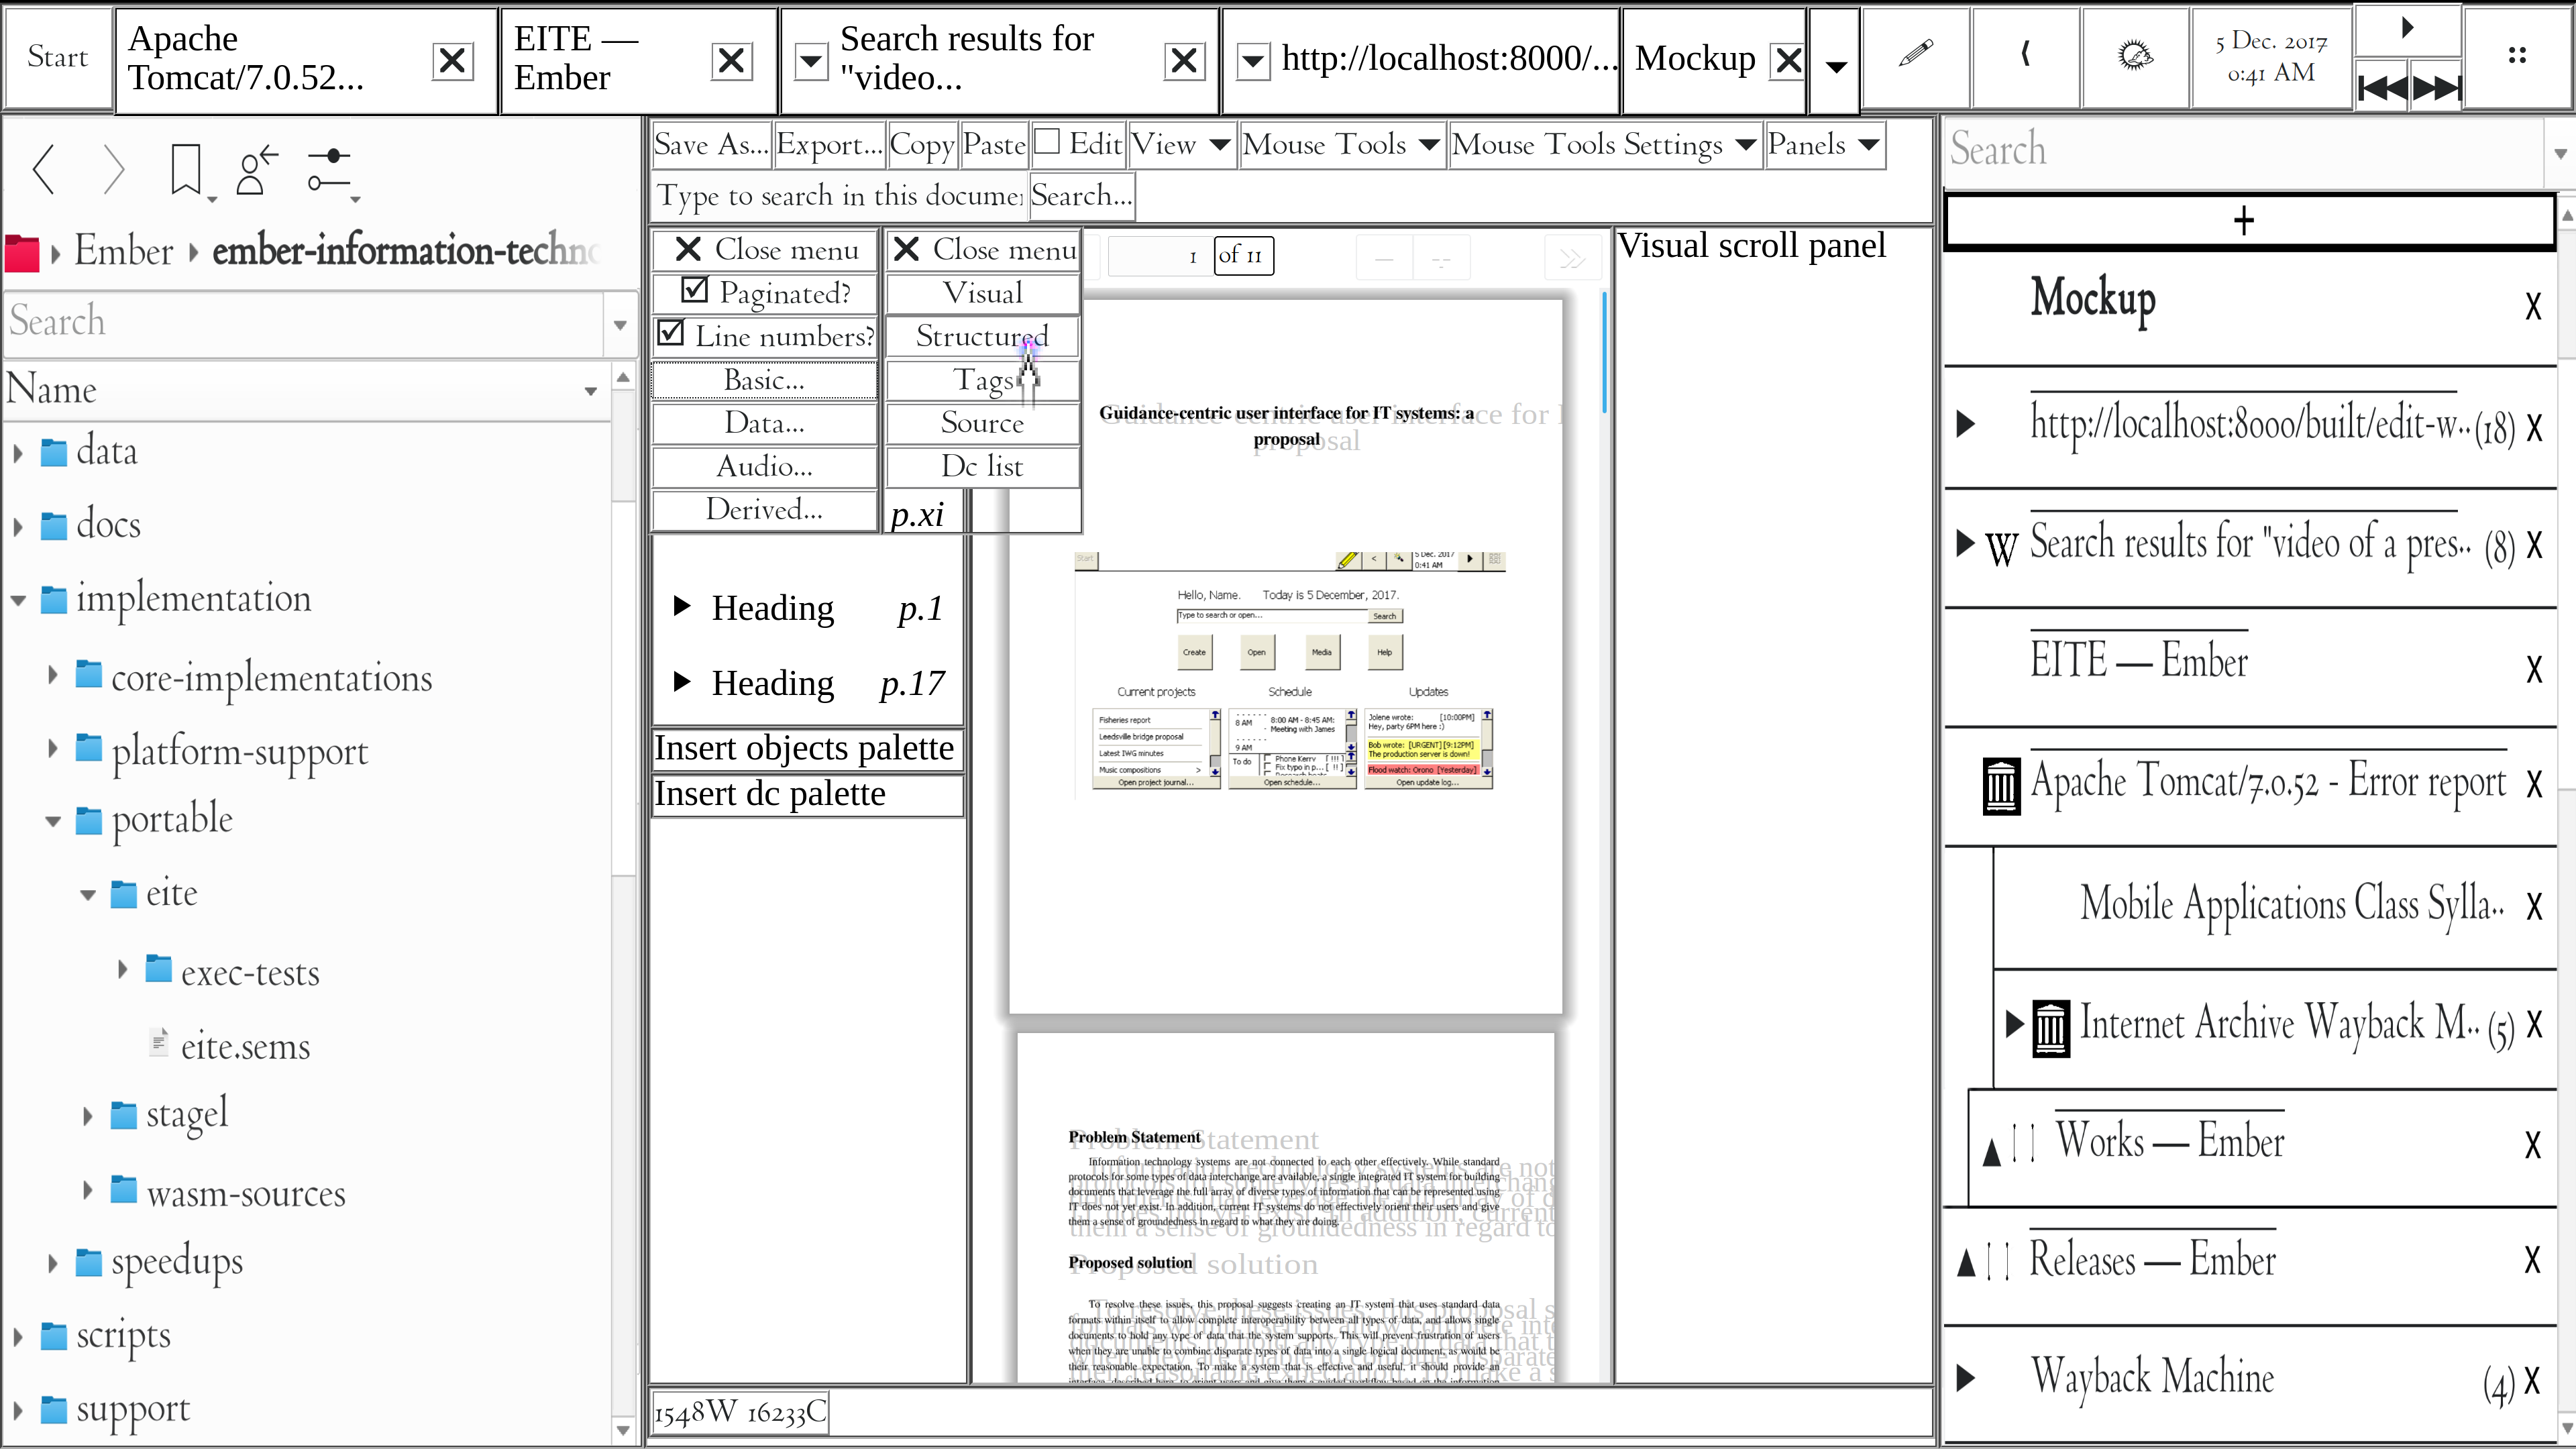 Start
Apache
Tomcat/7.0.52...
EITE —
Ember
Search results for
"video...
http://localhost:8000/...
Mockup
5 Dec. 2017
0:41 AM
Ember
ember-information-techno
Search
Name
data
docs
implementation
core-implementations
platform-support
portable
eite
exec-tests
eite.sems
stagel
wasm-sources
speedups
scripts
support
Save As...
Export...
Copy
Paste
Edit
View
Mouse Tools
Mouse Tools Settings
Panels
Type to search in this documen
Search...
Close menu
Paginated?
Line numbers?
Basic...
Data...
Audio...
Derived...
Close menu
Visual
Structured
Tags
Source
Dc list
p.xi
Heading p.1
Heading p.17
Insert objects palette
Insert dc palette
1 of 11
Guidance-centric user interface for IT systems: a
proposal
Start
5 Dec. 2017
0:41 AM
Hello, Name. Today is 5 December, 2017.
Type to search or open...
Search
Create
Open
Media
Help
Current projects
Fisheries report
Leedsville bridge proposal
Latest IWG minutes
Music compositions >
Open project journal...
Schedule
8 AM
8:00 AM - 8:45 AM:
Meeting with James
9 AM
To do
Phone Kerry [ !!! ]
Fix typo in p... [ !! ]
Open schedule...
Updates
Jolene wrote: [10:00PM]
Hey, party 6PM here :)
Bob wrote: [URGENT] [9:12PM]
The production server is down!
Flood watch: Orono [Yesterday]
Open update log...
Problem Statement
Information technology systems are not connected to each other effectively. While standard
protocols for some types of data interchange are available, a single integrated IT system for building
documents that leverage the full array of diverse types of information that can be represented using
IT does not yet exist. In addition, current IT systems do not effectively orient their users and give
them a sense of groundedness in regard to what they are doing.
Proposed solution
To resolve these issues, this proposal suggests creating an IT system that uses standard data
formats within itself to allow complete interoperability between all types of data, and allows single
documents to hold any type of data that the system supports. This will prevent frustration of users
when they are unable to combine disparate types of data into a single logical document, as would be
their reasonable expectation. To make a system that is effective and useful, it should provide an
Visual scroll panel
1548W 16233C
Search
+
Mockup X
http://localhost:8000/built/edit-w.. (18) X
W Search results for "video of a pres.. (8) X
EITE — Ember X
Apache Tomcat/7.0.52 - Error report X
Mobile Applications Class Sylla.. X
Internet Archive Wayback M.. (5) X
Works — Ember X
Releases — Ember X
Wayback Machine (4) X